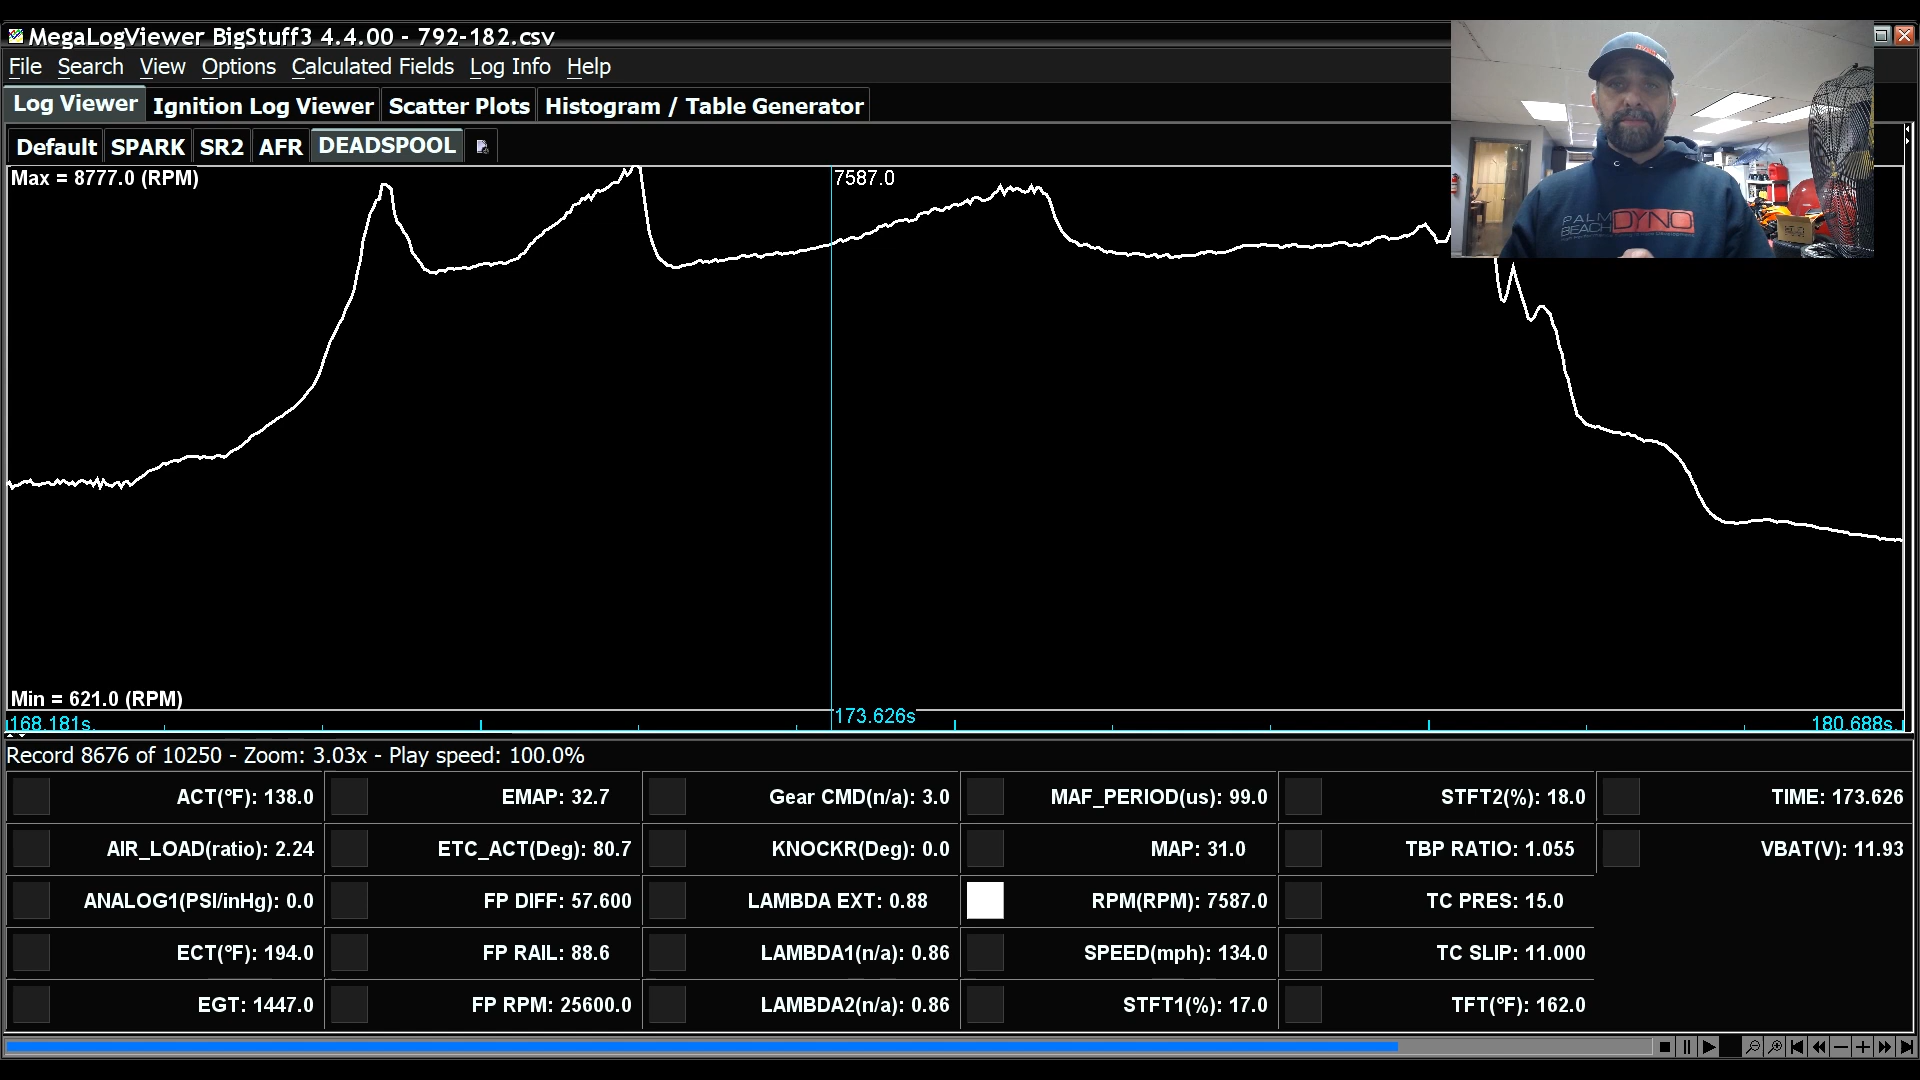 MegaLogViewer BigStuff3 4.4.00 - 792-182.csv
File Search View Options Calculated Fields Log Info Help
Log Viewer Ignition Log Viewer Scatter Plots Histogram / Table Generator
Default SPARK SR2 AFR DEADSPOOL
Max = 8777.0 (RPM)
7587.0
PALM BEACH DYNO
Min = 621.0 (RPM)
168.181s. 173.626s 180.688s.
Record 8676 of 10250 - Zoom: 3.03x - Play speed: 100.0%
ACT(°F): 138.0 EMAP: 32.7 Gear CMD(n/a): 3.0 MAF_PERIOD(us): 99.0 STFT2(%): 18.0 TIME: 173.626
AIR_LOAD(ratio): 2.24 ETC_ACT(Deg): 80.7 KNOCKR(Deg): 0.0 MAP: 31.0 TBP RATIO: 1.055 VBAT(V): 11.93
ANALOG1(PSI/inHg): 0.0 FP DIFF: 57.600 LAMBDA EXT: 0.88 RPM(RPM): 7587.0 TC PRES: 15.0
ECT(°F): 194.0 FP RAIL: 88.6 LAMBDA1(n/a): 0.86 SPEED(mph): 134.0 TC SLIP: 11.000
EGT: 1447.0 FP RPM: 25600.0 LAMBDA2(n/a): 0.86 STFT1(%): 17.0 TFT(°F): 162.0